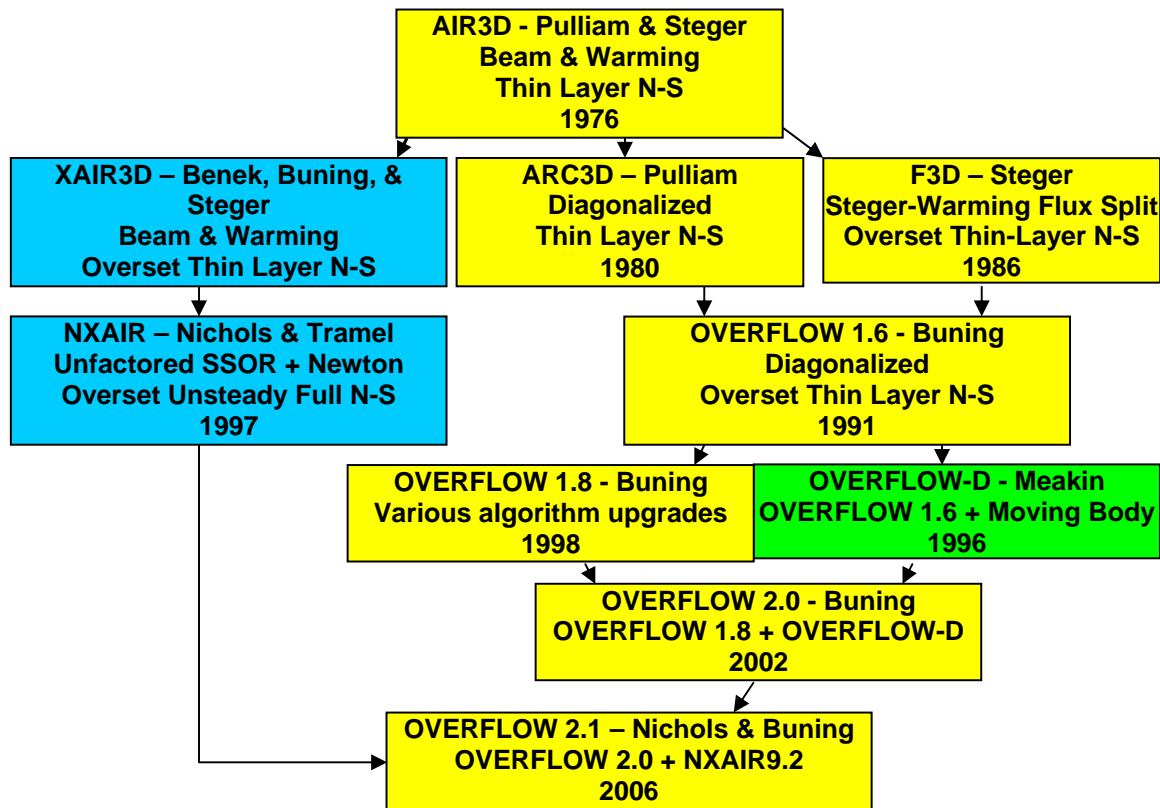 AIR3D - Pulliam & Steger
Beam & Warming
Thin Layer N-S
1976
XAIR3D – Benek, Buning, &
Steger
Beam & Warming
Overset Thin Layer N-S
ARC3D – Pulliam
Diagonalized
Thin Layer N-S
1980
F3D – Steger
Steger-Warming Flux Split
Overset Thin-Layer N-S
1986
NXAIR – Nichols & Tramel
Unfactored SSOR + Newton
Overset Unsteady Full N-S
1997
OVERFLOW 1.6 - Buning
Diagonalized
Overset Thin Layer N-S
1991
OVERFLOW 1.8 - Buning
Various algorithm upgrades
1998
OVERFLOW-D - Meakin
OVERFLOW 1.6 + Moving Body
1996
OVERFLOW 2.0 - Buning
OVERFLOW 1.8 + OVERFLOW-D
2002
OVERFLOW 2.1 – Nichols & Buning
OVERFLOW 2.0 + NXAIR9.2
2006